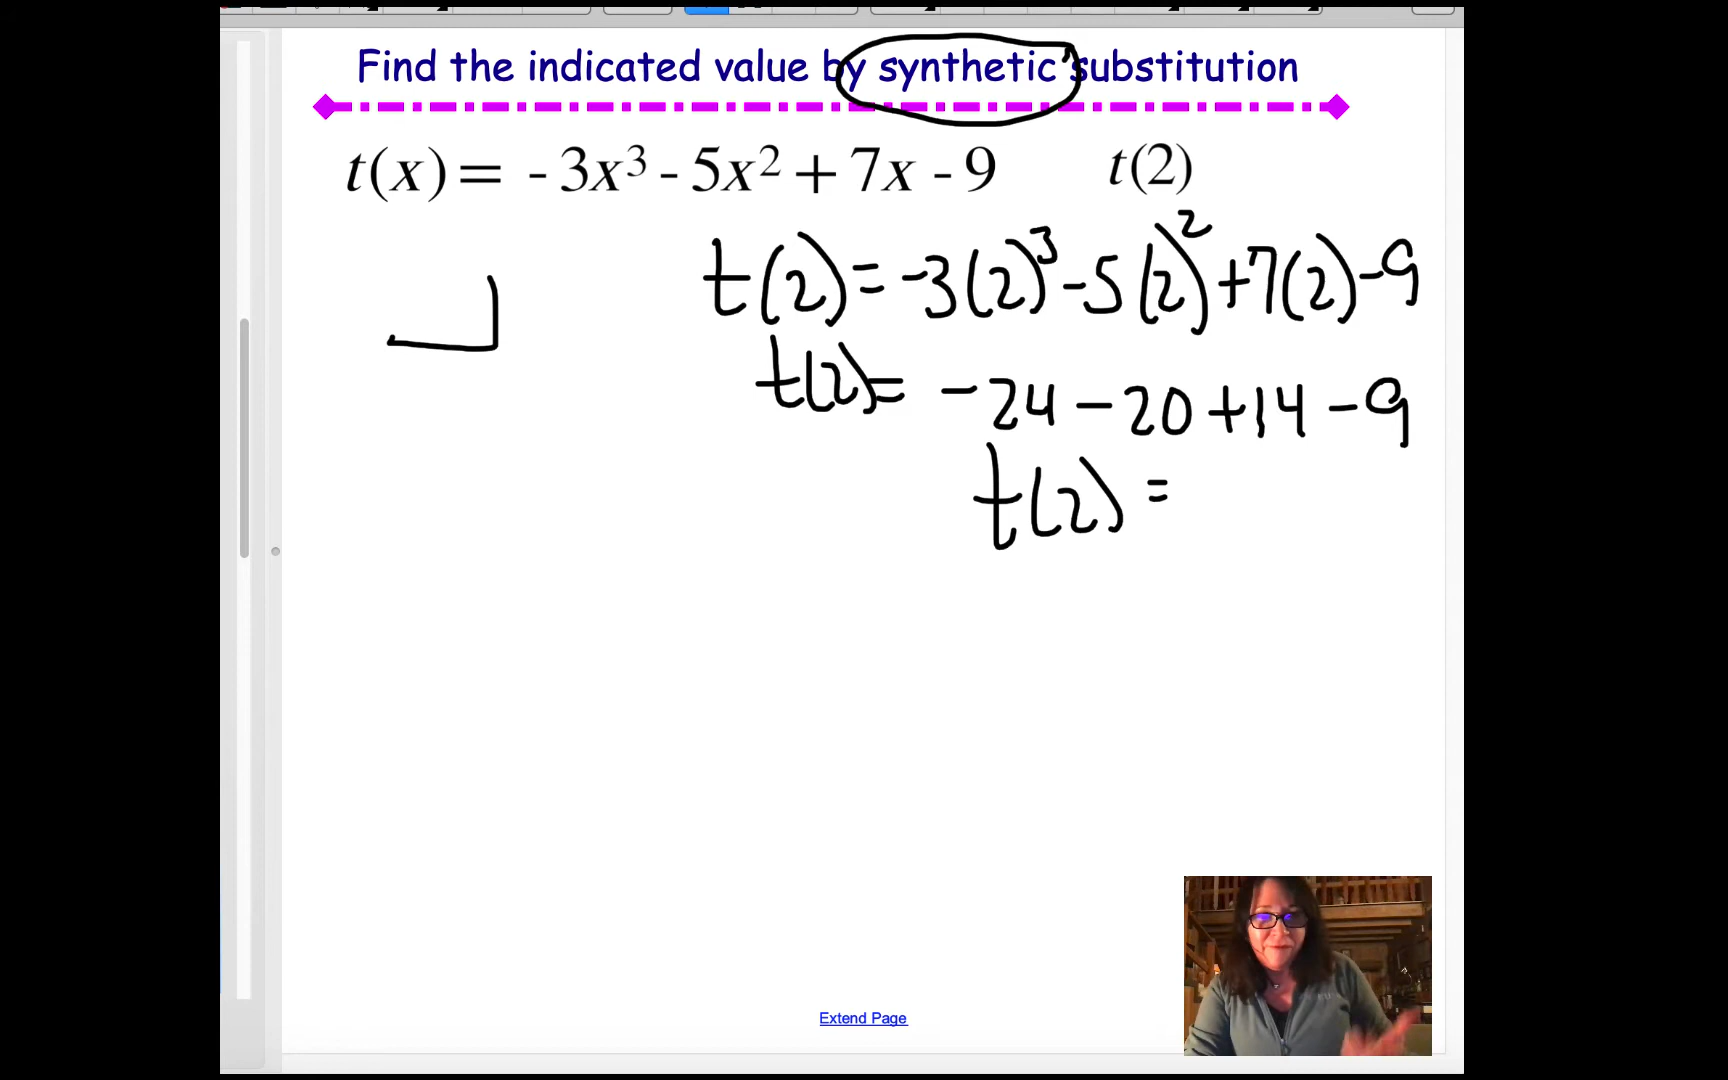 Find the indicated value by synthetic substitution
t(x) = -3x³ - 5x² + 7x - 9 t(2)
t(2) = -3(2)³ - 5(2)² + 7(2) - 9
t(2) = -24 - 20 + 14 - 9
t(2) =
Extend Page